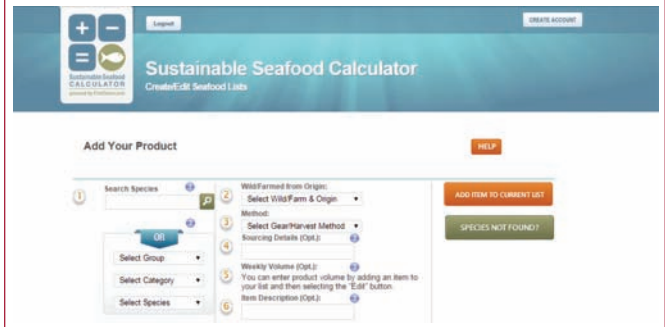 Logout
CREATE ACCOUNT
Sustainable Seafood
CALCULATOR
Sustainable Seafood Calculator
Create/Edit Seafood Lists
Add Your Product
HELP
1
Search Species
OR
Select Group
Select Category
Select Species
2
Wild/Farmed from Origin:
Select Wild/Farm & Origin
3
Method:
Select Gear/Harvest Method
4
Sourcing Details (Opt.):
5
Weekly Volume (Opt.):
You can enter product volume by adding an item to
your list and then selecting the "Edit" button.
6
Item Description (Opt.):
ADD ITEM TO CURRENT LIST
SPECIES NOT FOUND?